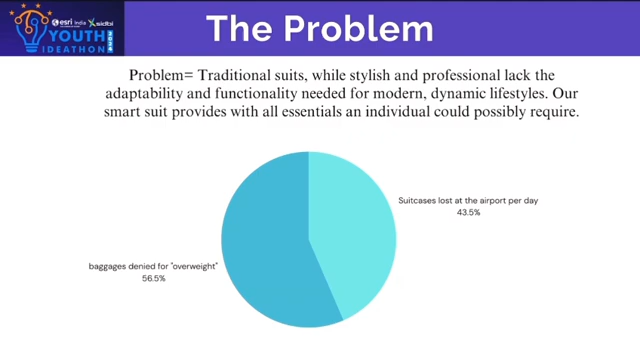 esri India sidbi
YOUTH
IDEATHON
The Problem
Problem= Traditional suits, while stylish and professional lack the
adaptability and functionality needed for modern, dynamic lifestyles. Our
smart suit provides with all essentials an individual could possibly require.
Suitcases lost at the airport per day
43.5%
baggages denied for "overweight"
56.5%